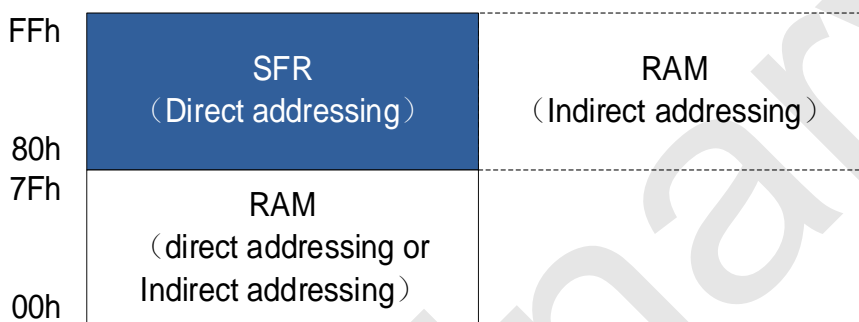 FFh
SFR
（Direct addressing）
RAM
（Indirect addressing）
80h
7Fh
RAM
（direct addressing or
Indirect addressing）
00h